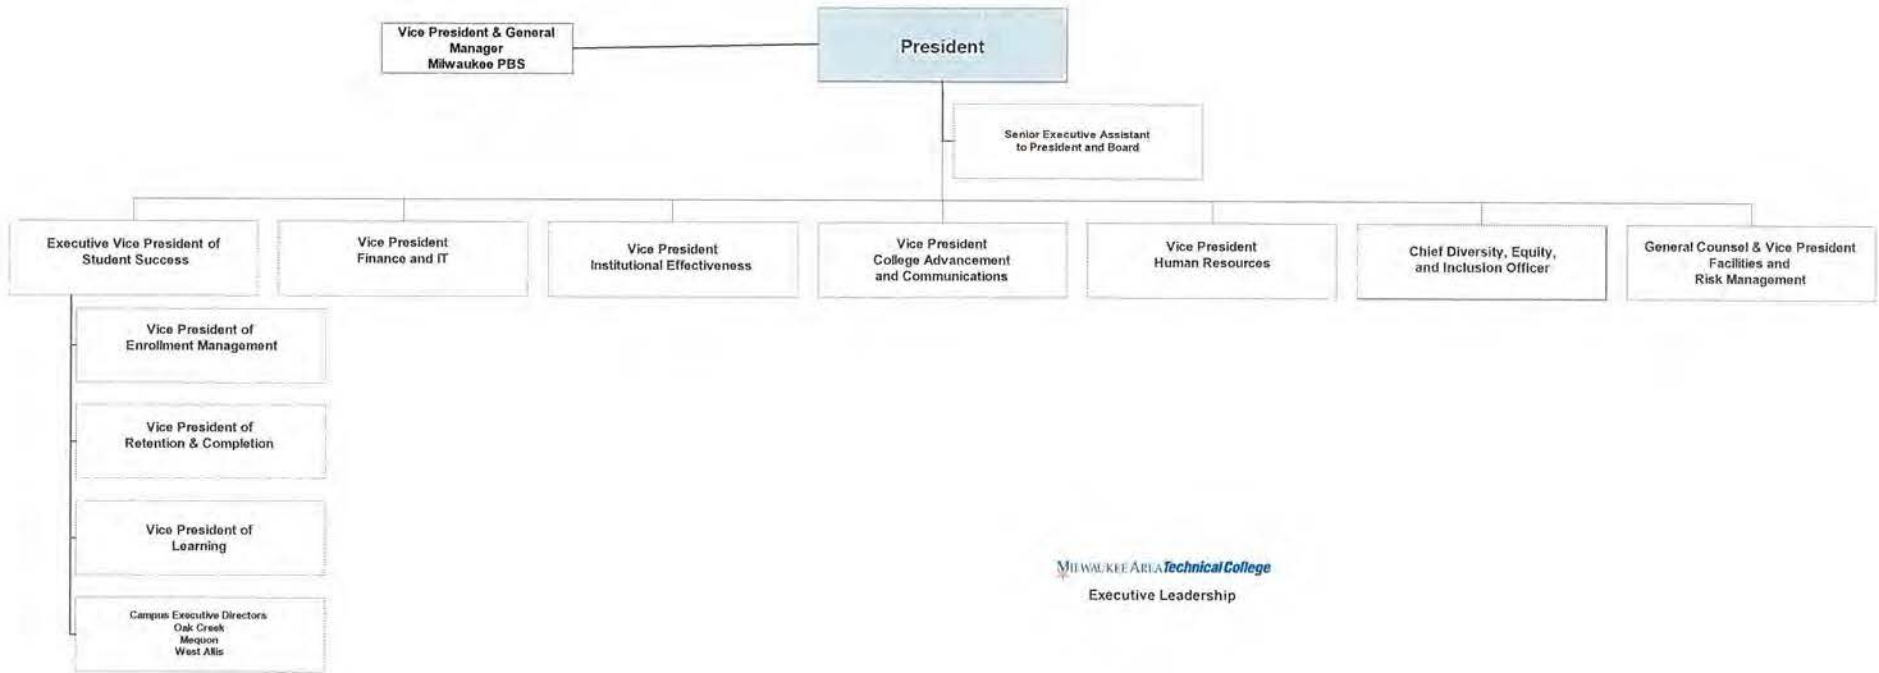 Vice President & General
Manager
Milwaukee PBS
President
Senior Executive Assistant
to President and Board
Executive Vice President of
Student Success
Vice President
Finance and IT
Vice President
Institutional Effectiveness
Vice President
College Advancement
and Communications
Vice President
Human Resources
Chief Diversity, Equity,
and Inclusion Officer
General Counsel & Vice President
Facilities and
Risk Management
Vice President of
Enrollment Management
Vice President of
Retention & Completion
Vice President of
Learning
Campus Executive Directors
Oak Creek
Mequon
West Allis
MILWAUKEE AREA Technical College
Executive Leadership